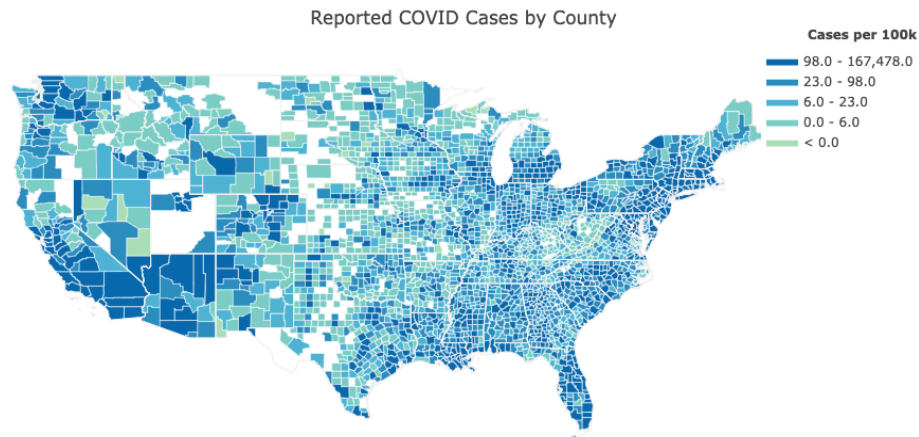 Reported COVID Cases by County
Cases per 100k
98.0 - 167,478.0
23.0 - 98.0
6.0 - 23.0
0.0 - 6.0
< 0.0